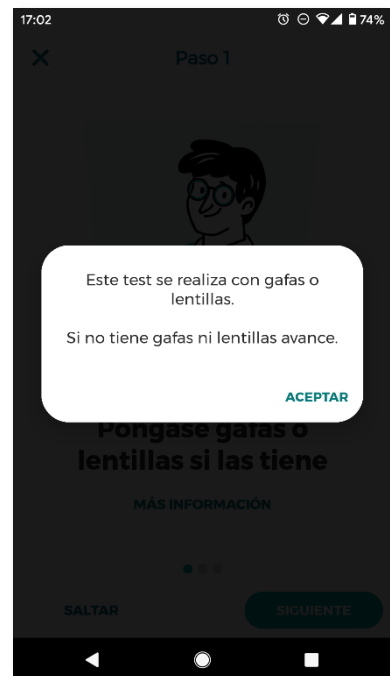 17:02
74%
Paso 1
Este test se realiza con gafas o
lentillas.
Si no tiene gafas ni lentillas avance.
ACEPTAR
Póngase gafas o
lentillas si las tiene
MÁS INFORMACIÓN
SALTAR
SIGUIENTE